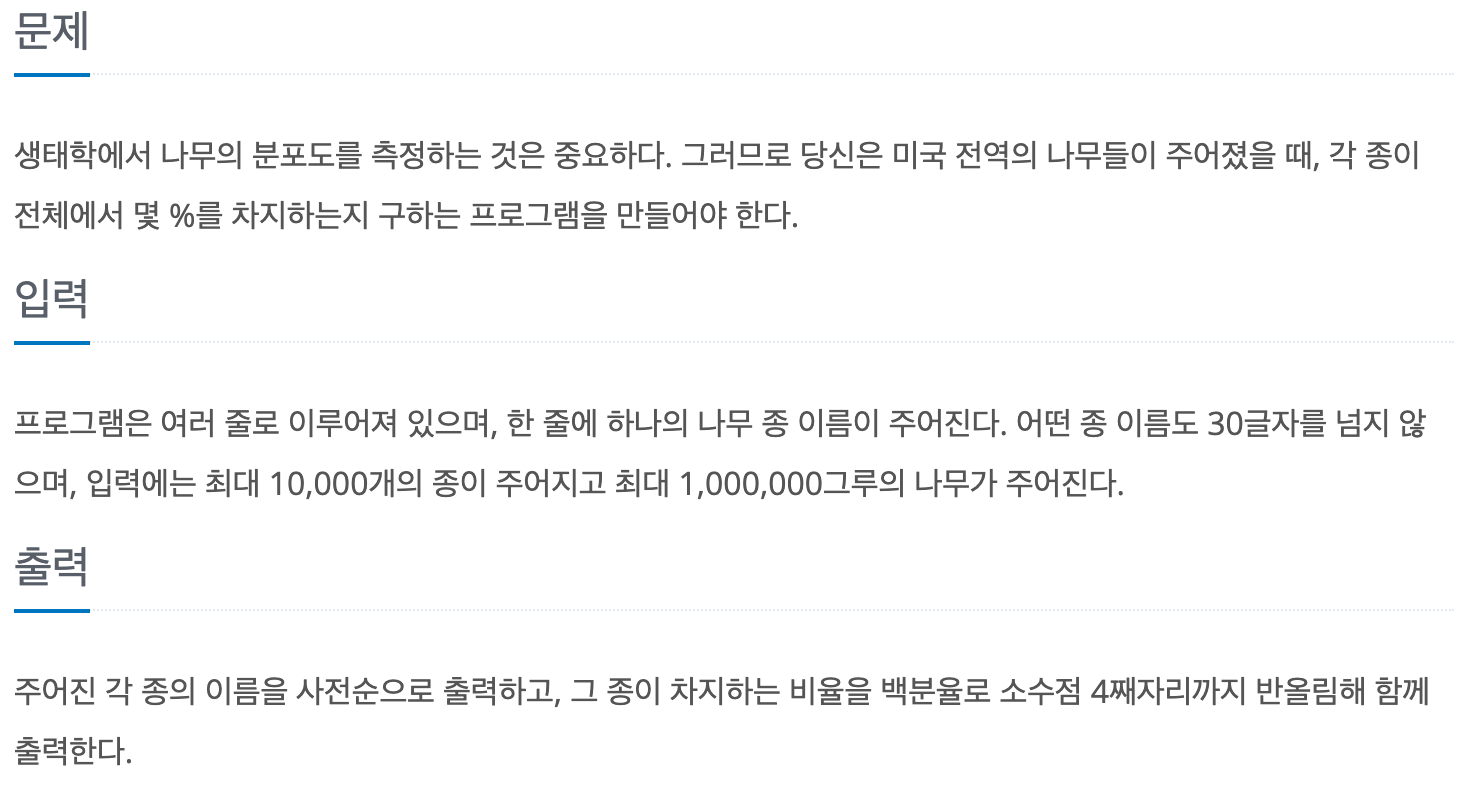 문제
생태학에서 나무의 분포도를 측정하는 것은 중요하다. 그러므로 당신은 미국 전역의 나무들이 주어졌을 때, 각 종이
전체에서 몇 %를 차지하는지 구하는 프로그램을 만들어야 한다.
입력
프로그램은 여러 줄로 이루어져 있으며, 한 줄에 하나의 나무 종 이름이 주어진다. 어떤 종 이름도 30글자를 넘지 않
으며, 입력에는 최대 10,000개의 종이 주어지고 최대 1,000,000그루의 나무가 주어진다.
출력
주어진 각 종의 이름을 사전순으로 출력하고, 그 종이 차지하는 비율을 백분율로 소수점 4째자리까지 반올림해 함께
출력한다.